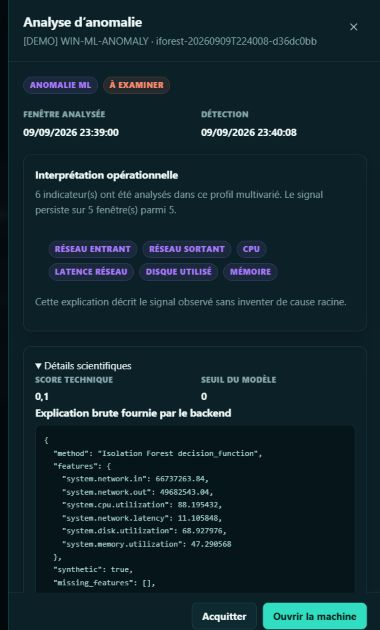 Analyse d'anomalie
×
[DEMO] WIN-ML-ANOMALY · iforest-20260909T224008-d36dc0bb
ANOMALIE ML
À EXAMINER
FENÊTRE ANALYSÉE
DÉTECTION
09/09/2026 23:39:00
09/09/2026 23:40:08
Interprétation opérationnelle
6 indicateur(s) ont été analysés dans ce profil multivarié. Le signal
persiste sur 5 fenêtre(s) parmi 5.
RÉSEAU ENTRANT
RÉSEAU SORTANT
CPU
LATENCE RÉSEAU
DISQUE UTILISÉ
MÉMOIRE
Cette explication décrit le signal observé sans inventer de cause racine.
▼ Détails scientifiques
SCORE TECHNIQUE
SEUIL DU MODÈLE
0,1
0
Explication brute fournie par le backend
{
"method": "Isolation Forest decision_function",
"features": {
"system.network.in": 66737263.84,
"system.network.out": 49682543.04,
"system.cpu.utilization": 88.195432,
"system.network.latency": 11.105848,
"system.disk.utilization": 68.927976,
"system.memory.utilization": 47.290568
},
"synthetic": true,
"missing_features": [],
Acquitter
Ouvrir la machine